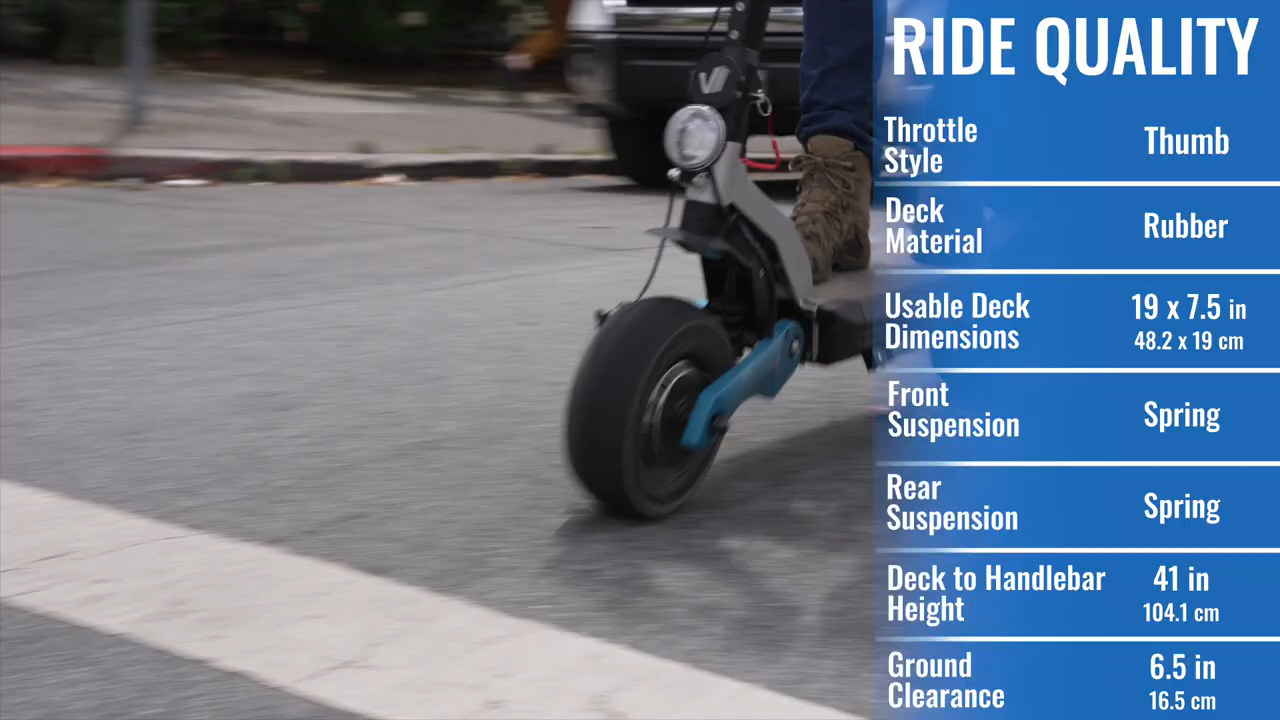 RIDE QUALITY
Throttle
Style
Thumb
Deck
Material
Rubber
Usable Deck
Dimensions
19 x 7.5 in
48.2 x 19 cm
Front
Suspension
Spring
Rear
Suspension
Spring
Deck to Handlebar
Height
41 in
104.1 cm
Ground
Clearance
6.5 in
16.5 cm